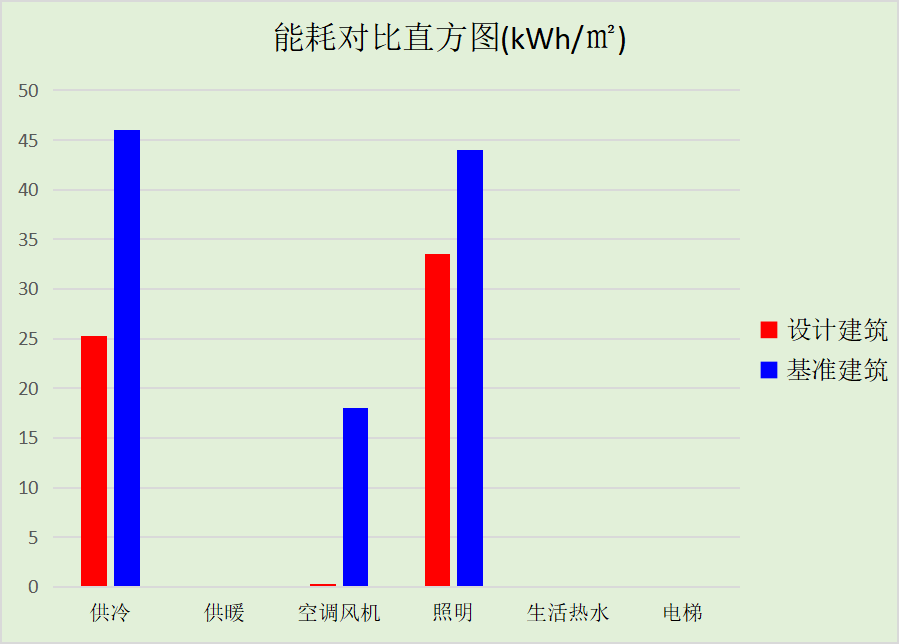 能耗对比直方图(kWh/㎡)
50
45
40
35
30
25
20
15
10
5
0
供冷
供暖
空调风机
照明
生活热水
电梯
设计建筑
基准建筑